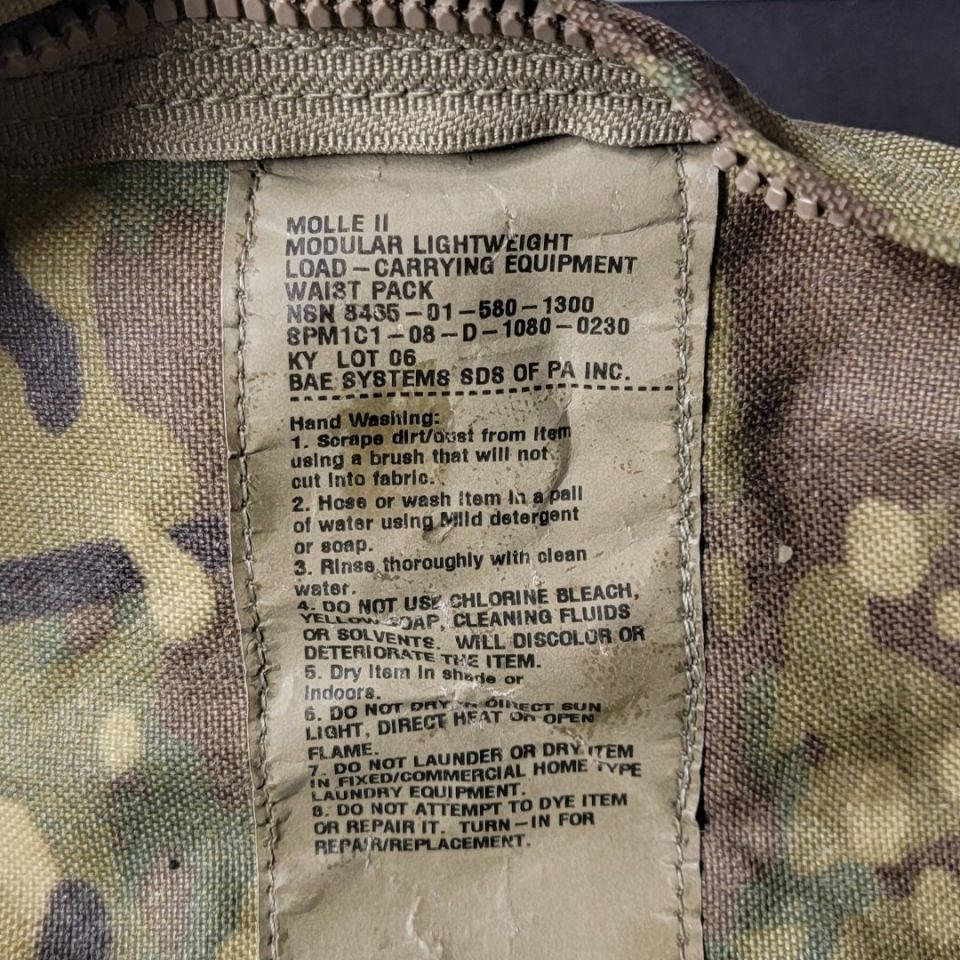 MOLLE II
MODULAR LIGHTWEIGHT
LOAD – CARRYING EQUIPMENT
WAIST PACK
NSN 8465 – 01 – 580 – 1300
SPM1C1 – 08 – D – 1080 – 0230
KY LOT 06
BAE SYSTEMS SDS OF PA INC.
Hand Washing:
1. Scrape dirt/dust from item
using a brush that will not
cut into fabric.
2. Hose or wash item in a pail
of water using Mild detergent
or soap.
3. Rinse thoroughly with clean
water.
4. DO NOT USE CHLORINE BLEACH,
YELLOW SOAP, CLEANING FLUIDS
OR SOLVENTS. WILL DISCOLOR OR
DETERIORATE THE ITEM.
5. Dry item in shade or
indoors.
6. DO NOT DRY IN DIRECT SUN
LIGHT, DIRECT HEAT OR OPEN
FLAME.
7. DO NOT LAUNDER OR DRY ITEM
IN FIXED/COMMERCIAL HOME TYPE
LAUNDRY EQUIPMENT.
8. DO NOT ATTEMPT TO DYE ITEM
OR REPAIR IT. TURN – IN FOR
REPAIR/REPLACEMENT.